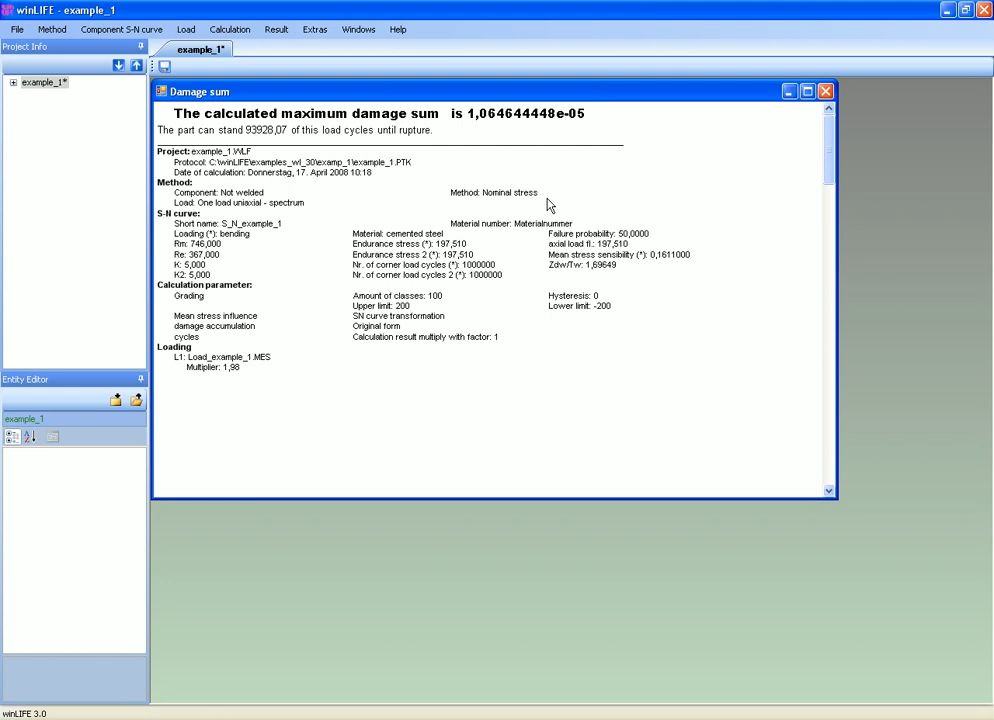 winLIFE - example_1
File Method Component S-N curve Load Calculation Result Extras Windows Help
Project Info
example_1*
example_1*
Damage sum
The calculated maximum damage sum is 1,064644448e-05
The part can stand 93928,07 of this load cycles until rupture.
Project: example_1.WLF
Protocol: C:\winLIFE\examples_wl_30\examp_1\example_1.PTK
Date of calculation: Donnerstag, 17. April 2008 10:18
Method:
Component: Not welded Method: Nominal stress
Load: One load uniaxial - spectrum
S-N curve:
Short name: S_N_example_1 Material number: Materialnummer
Loading (*): bending Material: cemented steel Failure probability: 50,0000
Rm: 746,000 Endurance stress (*): 197,510 axial load fl.: 197,510
Re: 367,000 Endurance stress 2 (*): 197,510 Mean stress sensibility (*): 0,1611000
K: 5,000 Nr. of corner load cycles (*): 1000000 Zdw/Tw: 1,69649
K2: 5,000 Nr. of corner load cycles 2 (*): 1000000
Calculation parameter:
Grading Amount of classes: 100 Hysteresis: 0
Upper limit: 200 Lower limit: -200
Mean stress influence SN curve transformation
damage accumulation Original form
cycles Calculation result multiply with factor: 1
Loading
L1: Load_example_1.MES
Multiplier: 1,98
Entity Editor
example_1
winLIFE 3.0